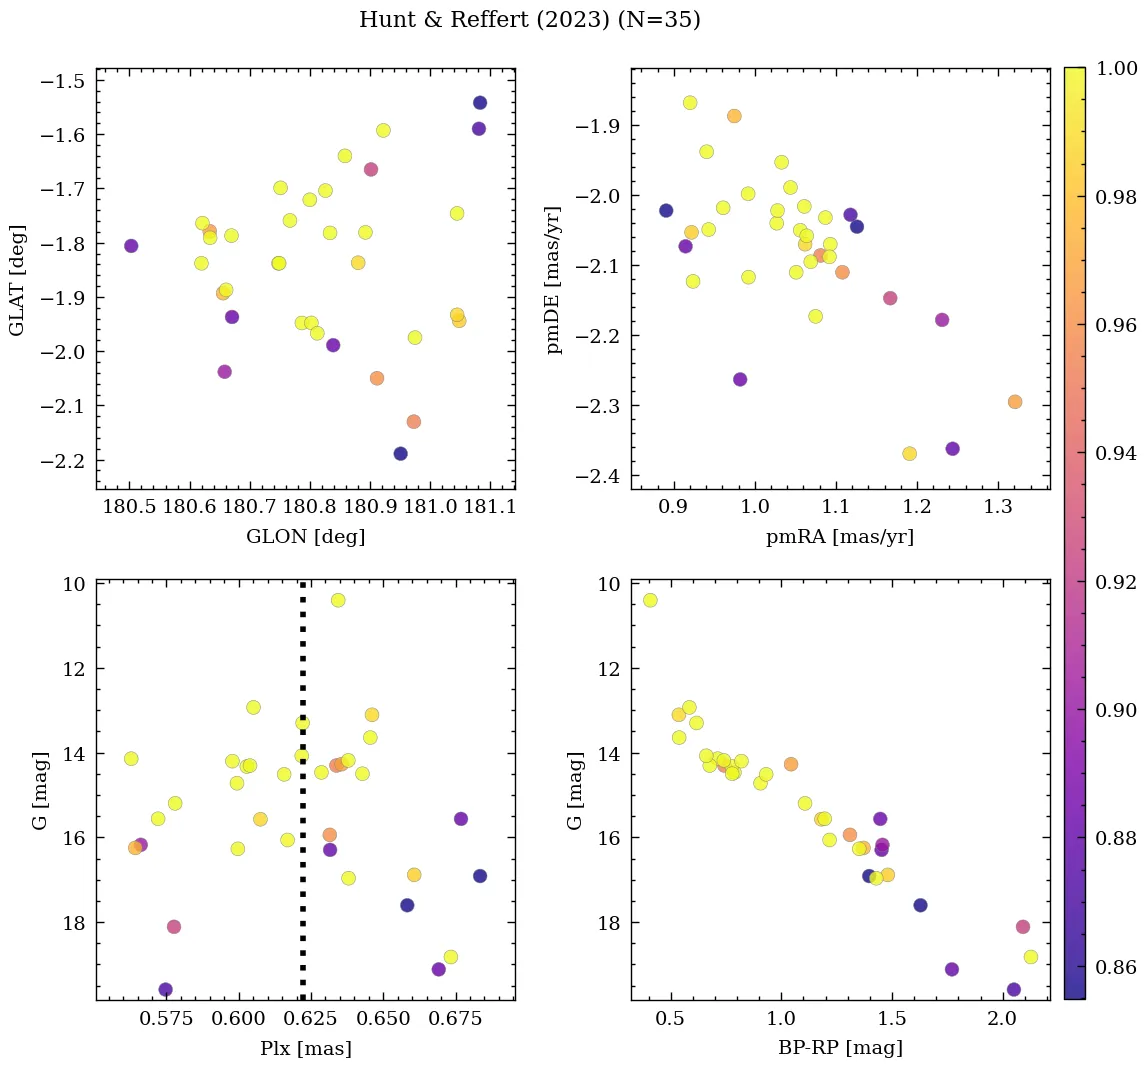 Hunt & Reffert (2023) (N=35)
−1.5
−1.6
−1.7
−1.8
−1.9
−2.0
−2.1
−2.2
GLAT [deg]
180.5 180.6 180.7 180.8 180.9 181.0 181.1
GLON [deg]
−1.9
−2.0
−2.1
−2.2
−2.3
−2.4
pmDE [mas/yr]
0.9 1.0 1.1 1.2 1.3
pmRA [mas/yr]
10
12
14
16
18
G [mag]
0.575 0.600 0.625 0.650 0.675
Plx [mas]
10
12
14
16
18
G [mag]
0.5 1.0 1.5 2.0
BP-RP [mag]
1.00
0.98
0.96
0.94
0.92
0.90
0.88
0.86